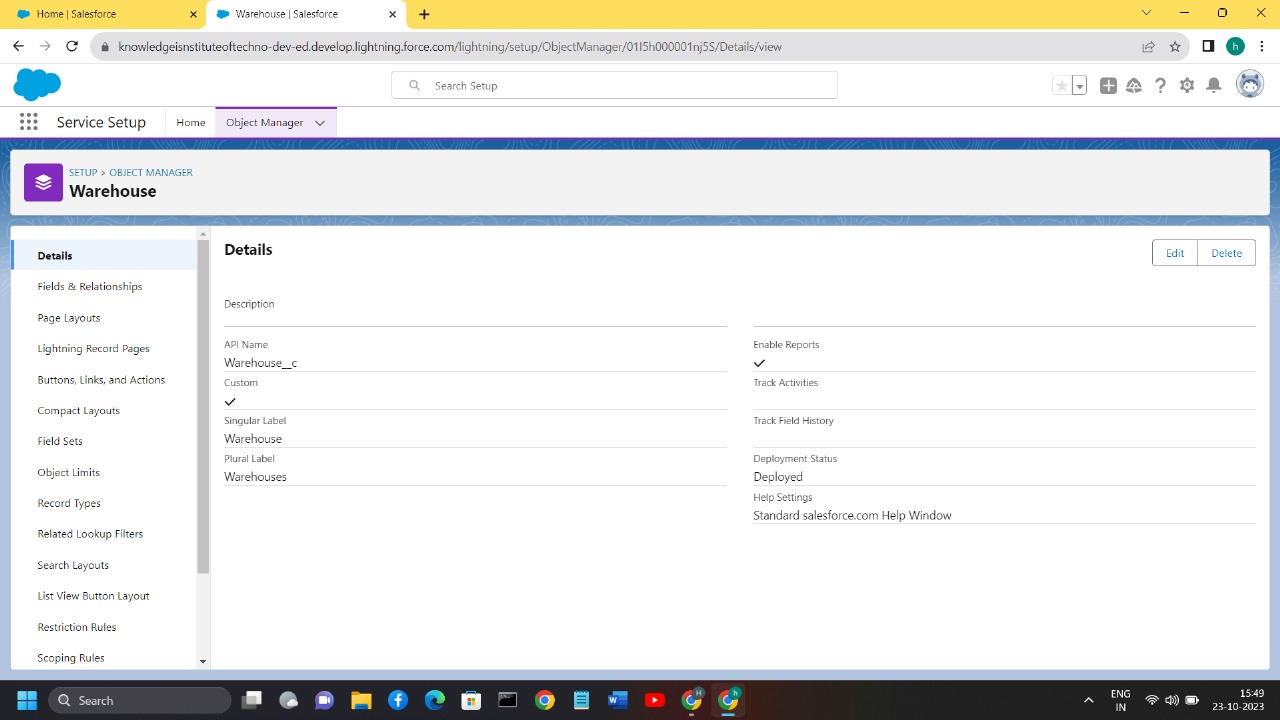 Home | Salesforce
Warehouse | Salesforce
knowledgeisnstituteoftechno-dev-ed.develop.lightning.force.com/lightning/setup/ObjectManager/01I5h000001nj5S/Details/view
h
Search Setup
Service Setup
Home
Object Manager
SETUP > OBJECT MANAGER
Warehouse
Details
Fields & Relationships
Page Layouts
Lightning Record Pages
Buttons, Links, and Actions
Compact Layouts
Field Sets
Object Limits
Record Types
Related Lookup Filters
Search Layouts
List View Button Layout
Restriction Rules
Scoping Rules
Details
Edit
Delete
Description
API Name
Warehouse__c
Custom
Singular Label
Warehouse
Plural Label
Warehouses
Enable Reports
Track Activities
Track Field History
Deployment Status
Deployed
Help Settings
Standard salesforce.com Help Window
Search
ENG
IN
15:49
23-10-2023